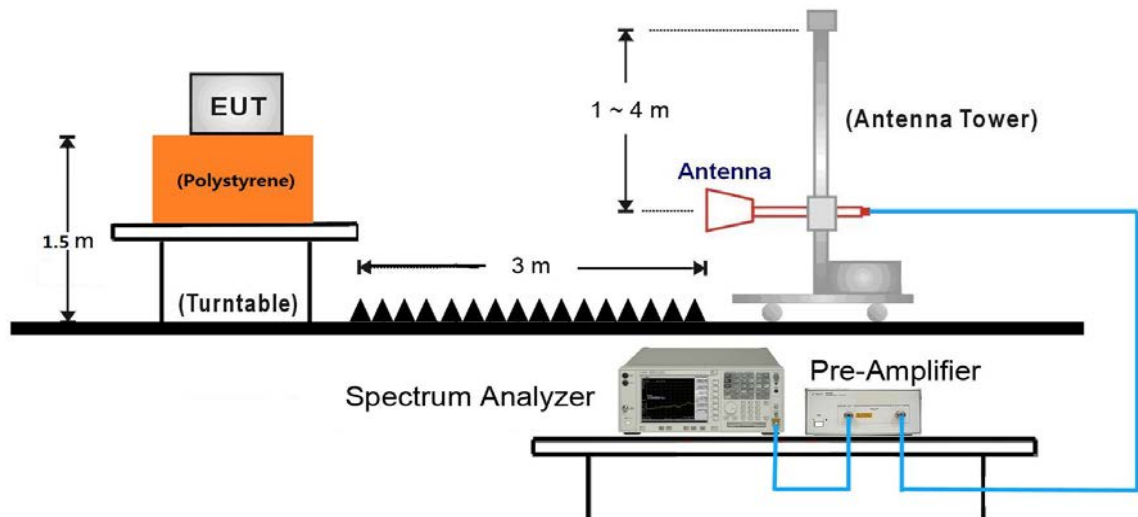 EUT
(Polystyrene)
1.5 m
(Turntable)
3 m
1 ~ 4 m
Antenna
(Antenna Tower)
Spectrum Analyzer
Pre-Amplifier